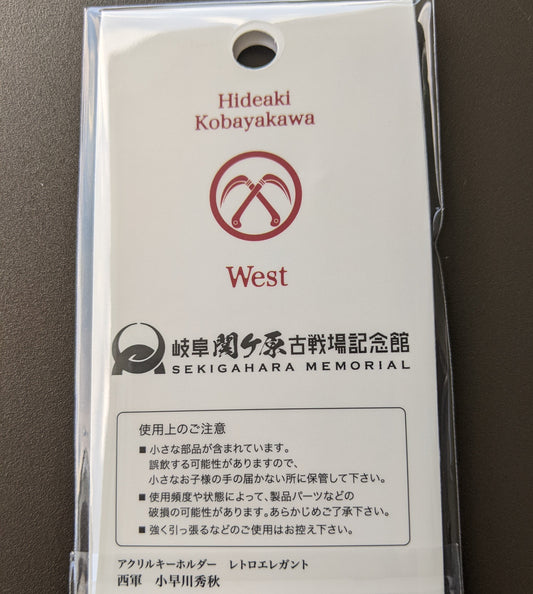 Hideaki
Kobayakawa
West
岐阜関ケ原古戦場記念館
SEKIGAHARA MEMORIAL
使用上のご注意
■ 小さな部品が含まれています。
誤飲する可能性がありますので、
小さなお子様の手の届かない所に保管して下さい。
■ 使用頻度や状態によって、製品パーツなどの
破損の可能性があります。あらかじめご了承下さい。
■ 強く引っ張るなどのご使用はお控え下さい。
アクリルキーホルダー　レトロエレガント
西軍　小早川秀秋